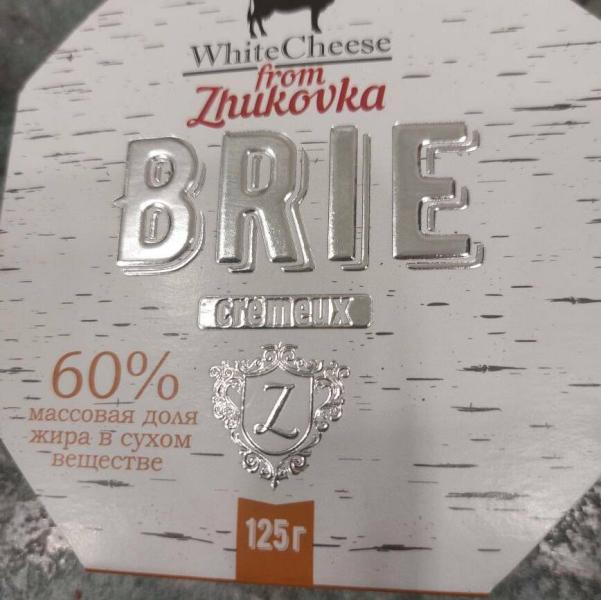 WhiteCheese
from
Zhukovka
BRIE
crémeux
60%
массовая доля
жира в сухом
веществе
Z
125г